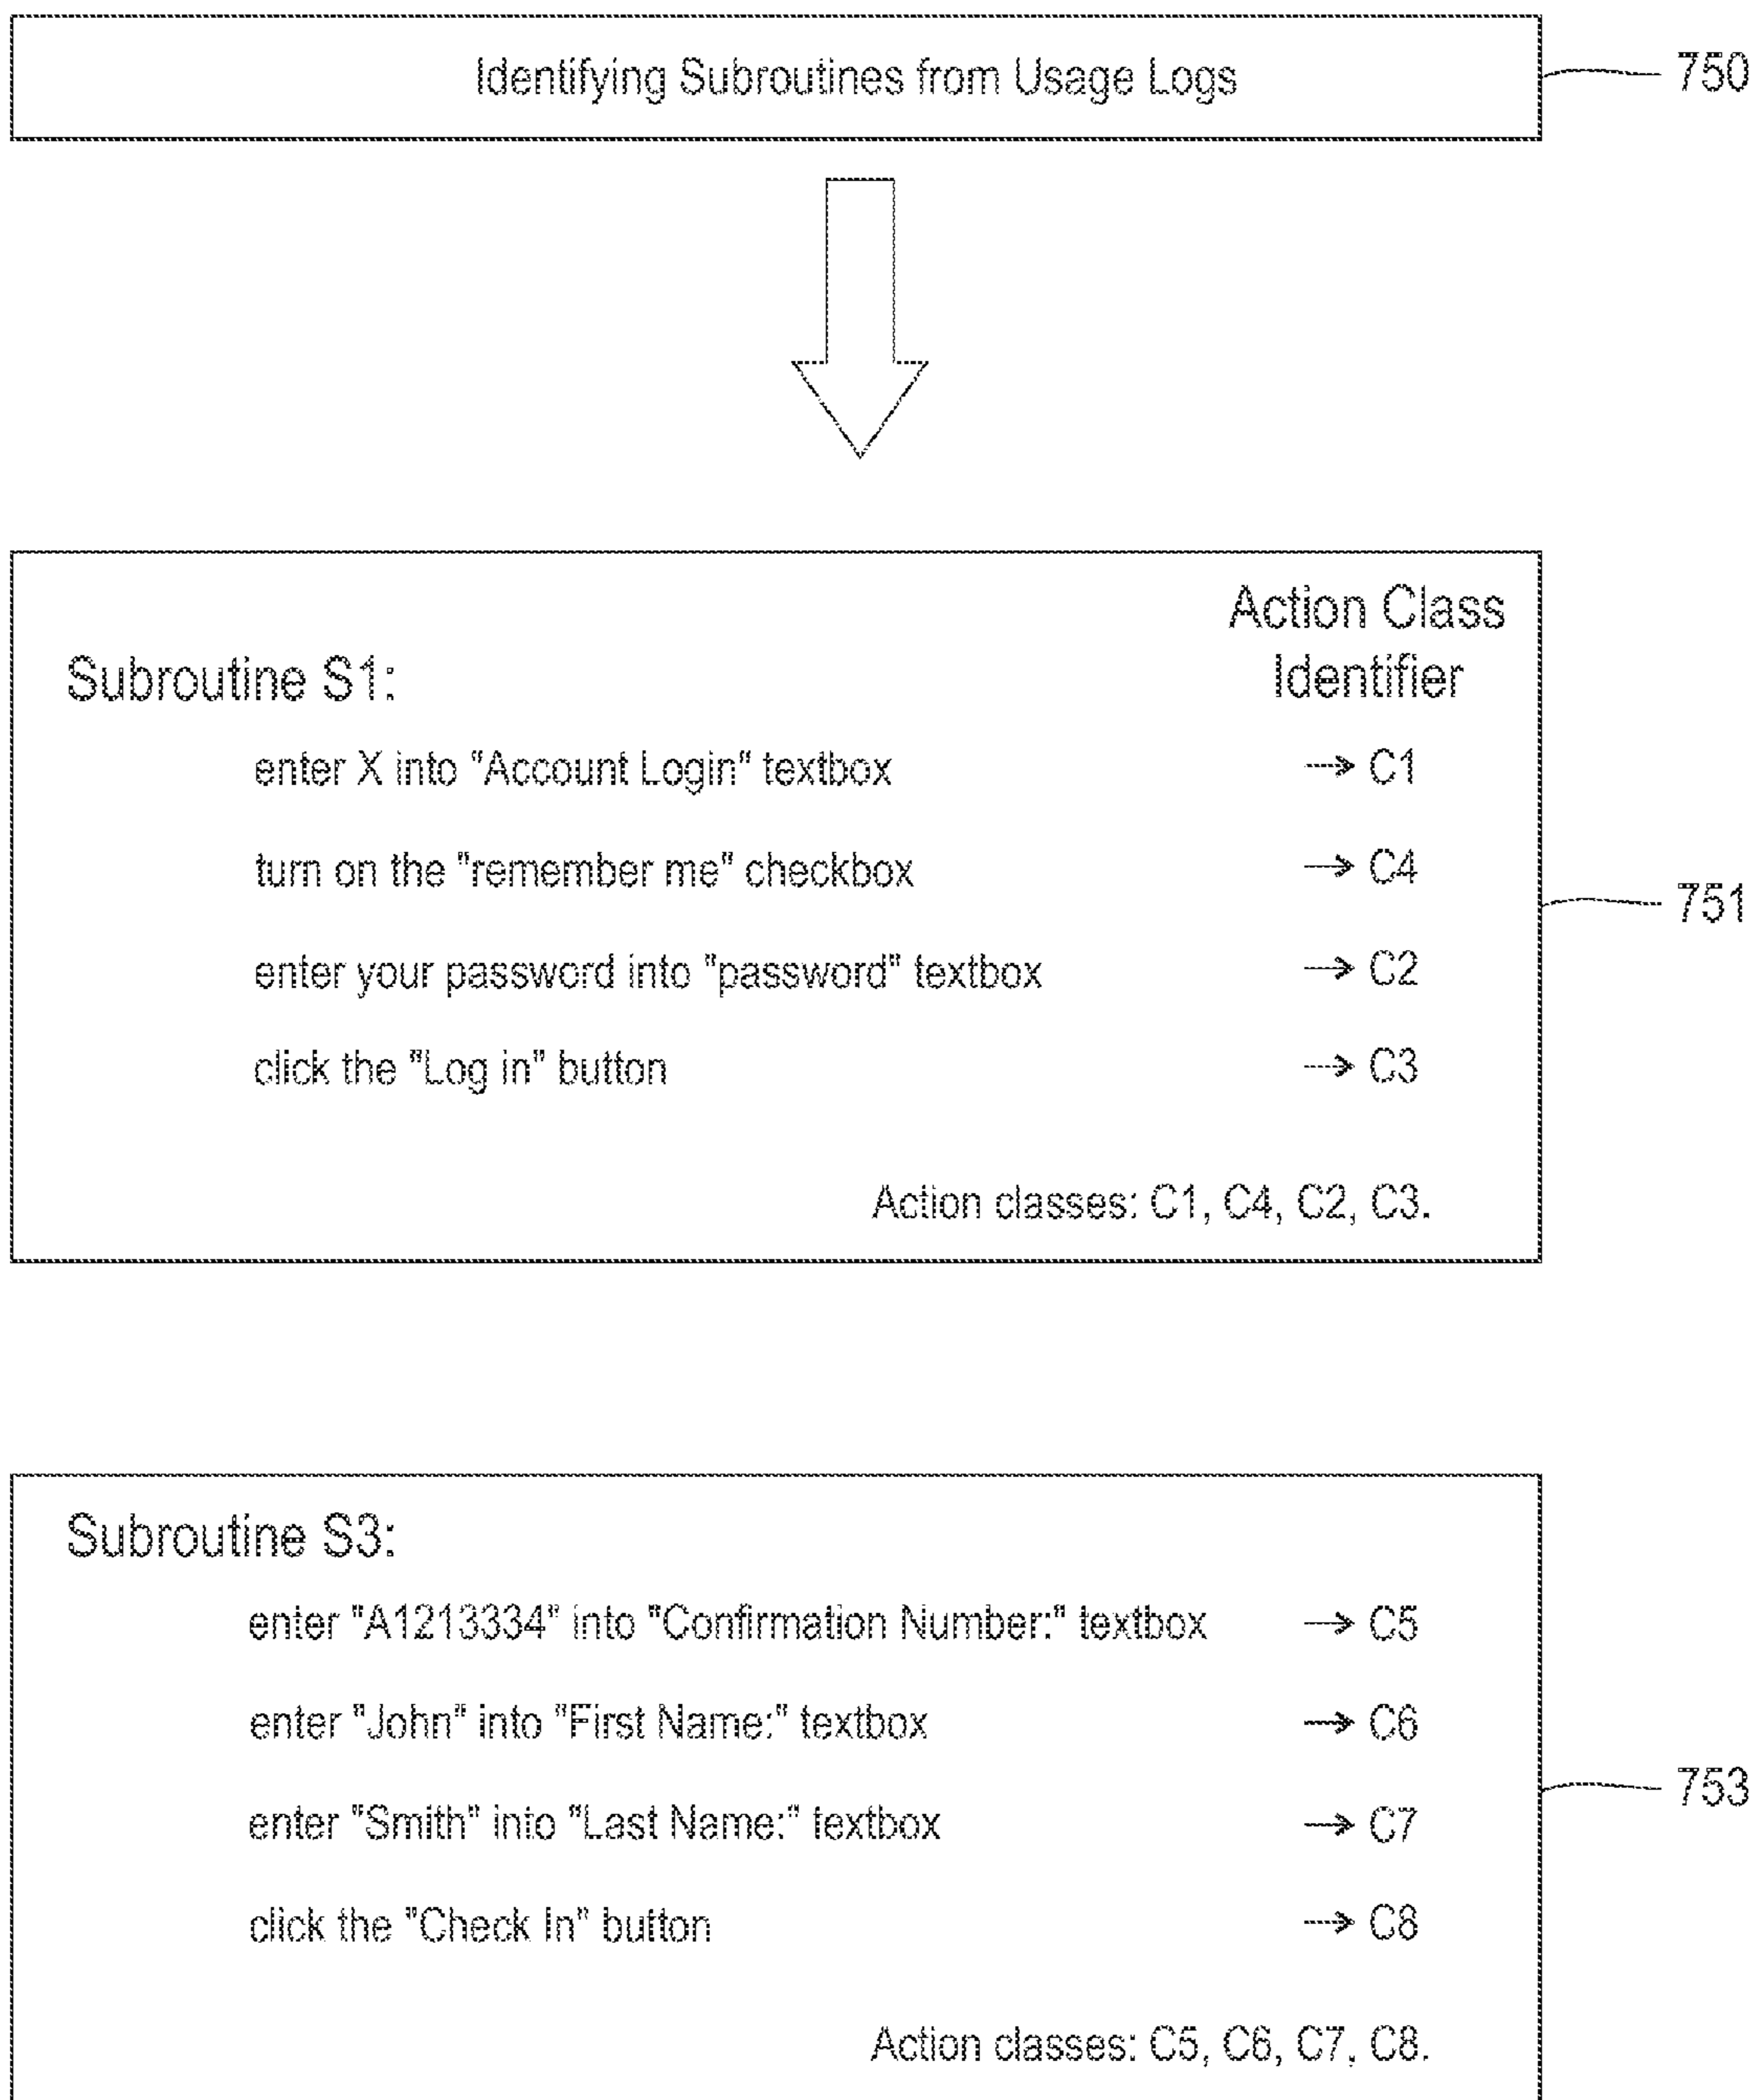 Identifying Subroutines from Usage Logs
750
Action Class
Identifier
Subroutine S1:
enter X into "Account Login" textbox → C1
turn on the "remember me" checkbox → C4
751
enter your password into "password" textbox → C2
click the "Log in" button → C3
Action classes: C1, C4, C2, C3.
Subroutine S3:
enter "A1213334" into "Confirmation Number:" textbox → C5
enter "John" into "First Name:" textbox → C6
753
enter "Smith" into "Last Name:" textbox → C7
click the "Check In" button → C8
Action classes: C5, C6, C7, C8.